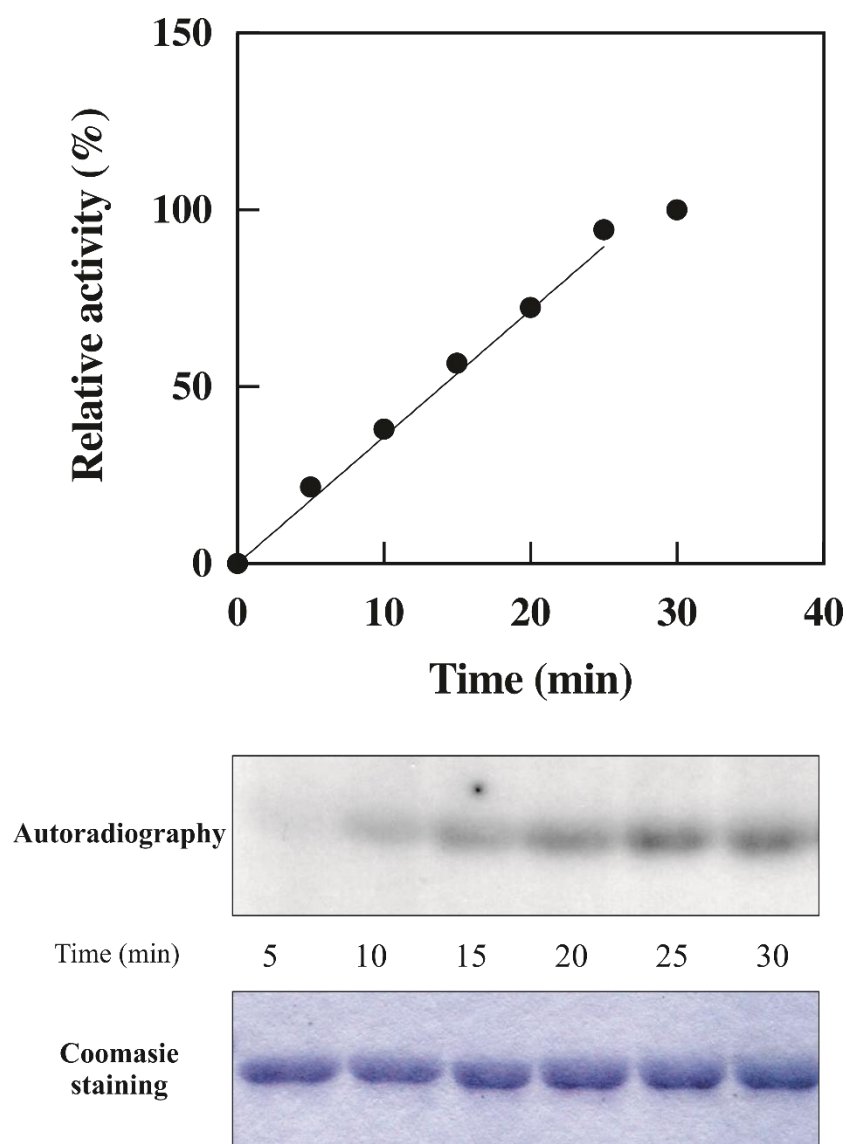 150
100
50
0
Relative activity (%)
0 10 20 30 40
Time (min)
Autoradiography
Time (min) 5 10 15 20 25 30
Coomasie
staining